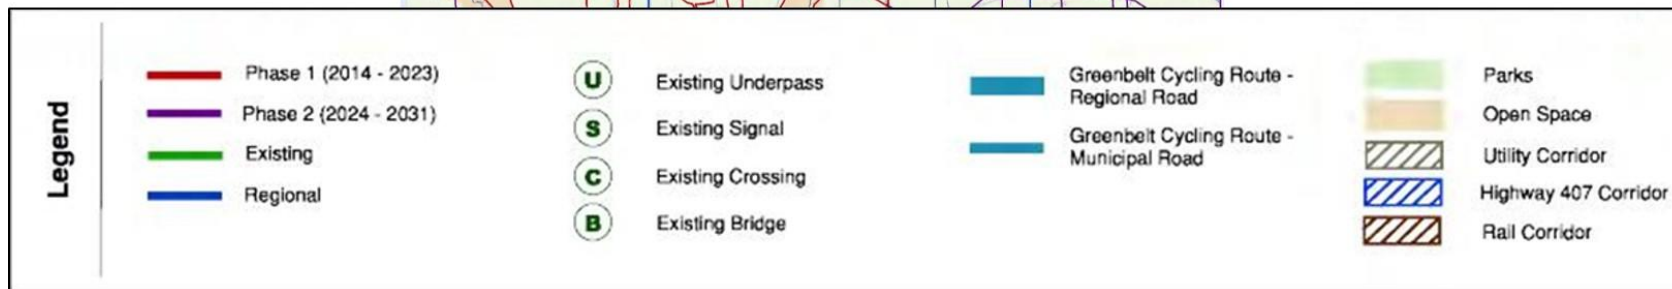 Legend
Phase 1 (2014 - 2023)
Phase 2 (2024 - 2031)
Existing
Regional
U Existing Underpass
S Existing Signal
C Existing Crossing
B Existing Bridge
Greenbelt Cycling Route -
Regional Road
Greenbelt Cycling Route -
Municipal Road
Parks
Open Space
Utility Corridor
Highway 407 Corridor
Rail Corridor